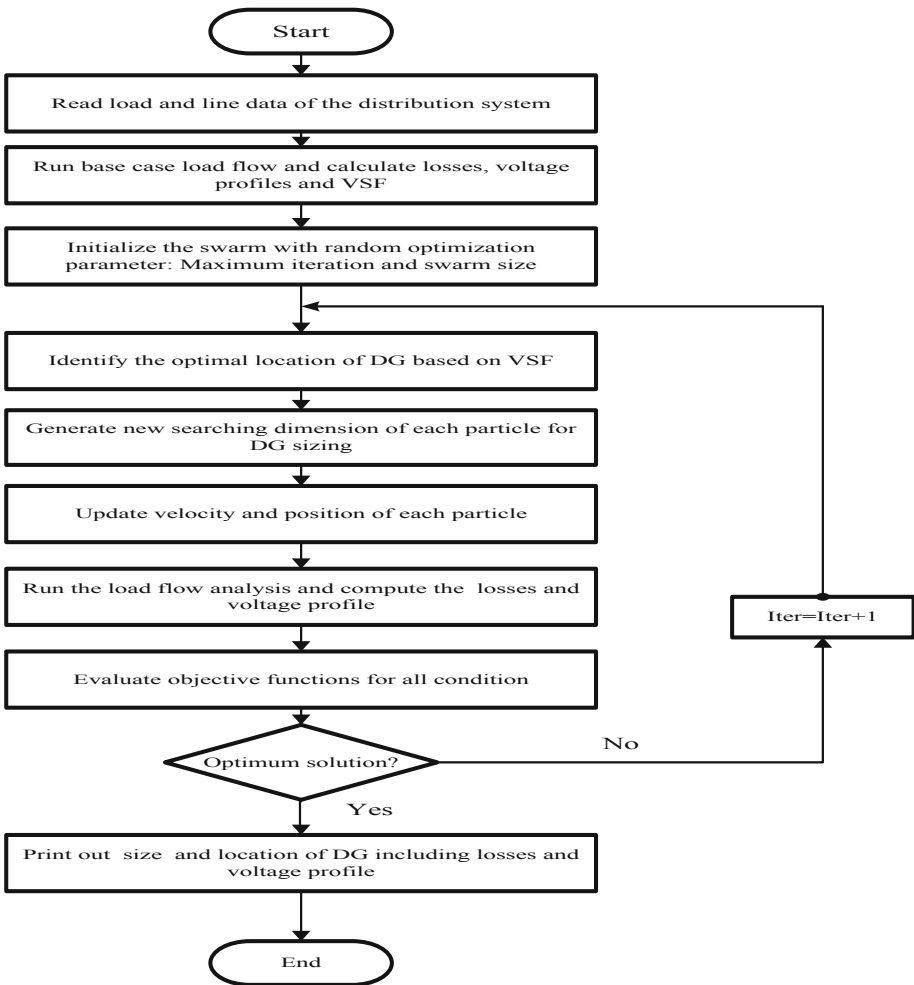 Start
Read load and line data of the distribution system
Run base case load flow and calculate losses, voltage
profiles and VSF
Initialize the swarm with random optimization
parameter: Maximum iteration and swarm size
Identify the optimal location of DG based on VSF
Generate new searching dimension of each particle for
DG sizing
Update velocity and position of each particle
Run the load flow analysis and compute the losses and
voltage profile
Iter=Iter+1
Evaluate objective functions for all condition
Optimum solution?
No
Yes
Print out size and location of DG including losses and
voltage profile
End